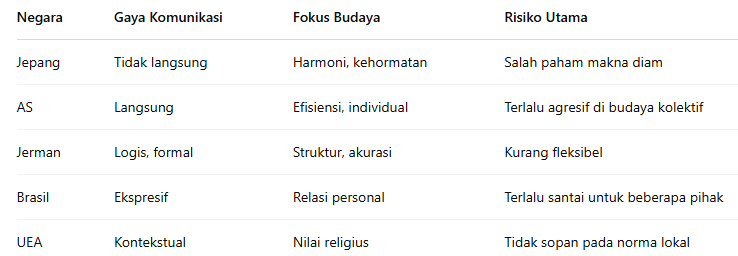 Negara Gaya Komunikasi Fokus Budaya Risiko Utama
Jepang Tidak langsung Harmoni, kehormatan Salah paham makna diam
AS Langsung Efisiensi, individual Terlalu agresif di budaya kolektif
Jerman Logis, formal Struktur, akurasi Kurang fleksibel
Brasil Ekspresif Relasi personal Terlalu santai untuk beberapa pihak
UEA Kontekstual Nilai religius Tidak sopan pada norma lokal